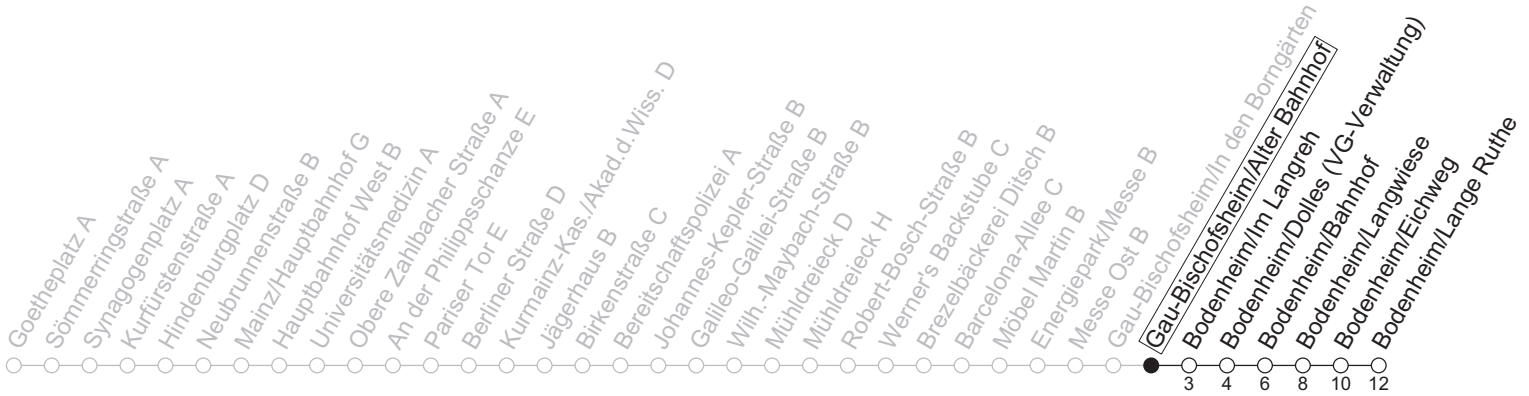 Goetheplatz A
Sömmerringstraße A
Synagogenplatz A
Kurfürstenstraße A
Hindenburgplatz D
Neubrunnenstraße B
Mainz/Hauptbahnhof G
Hauptbahnhof West B
Universitätsmedizin A
Obere Zahlbacher Straße A
An der Philippsschanze E
Pariser Tor E
Berliner Straße D
Kurmainz-Kas./Akad.d.Wiss. D
Jägerhaus B
Birkenstraße C
Bereitschaftspolizei A
Johannes-Kepler-Straße B
Galileo-Galilei-Straße B
Wilh.-Maybach-Straße B
Mühldreieck D
Mühldreieck H
Robert-Bosch-Straße B
Werner's Backstube C
Brezelbäckerei Ditsch B
Barcelona-Allee C
Möbel Martin B
Energiepark/Messe B
Messe Ost B
Gau-Bischofsheim/In den Borngärten
Gau-Bischofsheim/Alter Bahnhof
Bodenheim/Im Langreh
Bodenheim/Dolles (VG-Verwaltung)
Bodenheim/Bahnhof
Bodenheim/Langwiese
Bodenheim/Eichweg
Bodenheim/Lange Ruthe
3 4 6 8 10 12